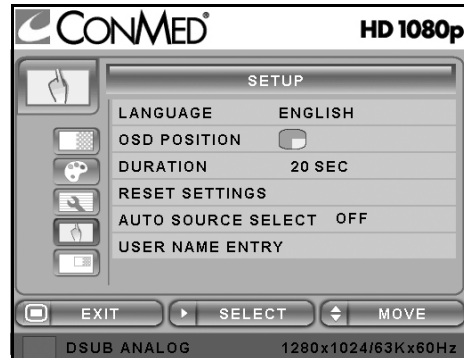 CONMED®
HD 1080p
SETUP
LANGUAGE ENGLISH
OSD POSITION
DURATION 20 SEC
RESET SETTINGS
AUTO SOURCE SELECT OFF
USER NAME ENTRY
EXIT SELECT MOVE
DSUB ANALOG 1280x1024/63Kx60Hz